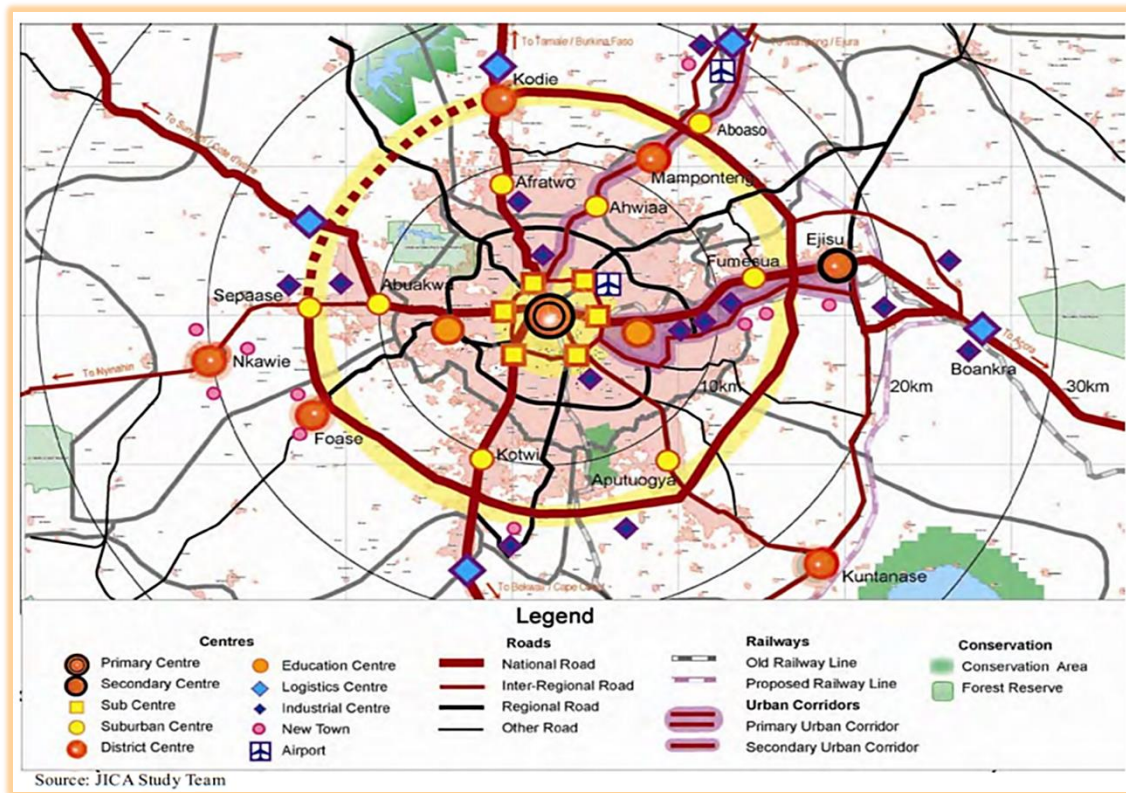 To Tamale / Burkina Faso
To Mampong / Ejura
Kodie
Aboaso
To Sunyani / Cote d'Ivoire
Mamponteng
Afratwo
Ahwiaa
Ejisu
Fumesua
Abuakwa
Sepaase
Nkawie
To Nyinahin
Boankra
To Accra
10km
20km
30km
Foase
Kotwi
Aputuogya
Kuntanase
To Bekwai / Cape Coast
Legend
Centres
Primary Centre
Secondary Centre
Sub Centre
Suburban Centre
District Centre
Education Centre
Logistics Centre
Industrial Centre
New Town
Airport
Roads
National Road
Inter-Regional Road
Regional Road
Other Road
Railways
Old Railway Line
Proposed Railway Line
Urban Corridors
Primary Urban Corridor
Secondary Urban Corridor
Conservation
Conservation Area
Forest Reserve
Source: JICA Study Team